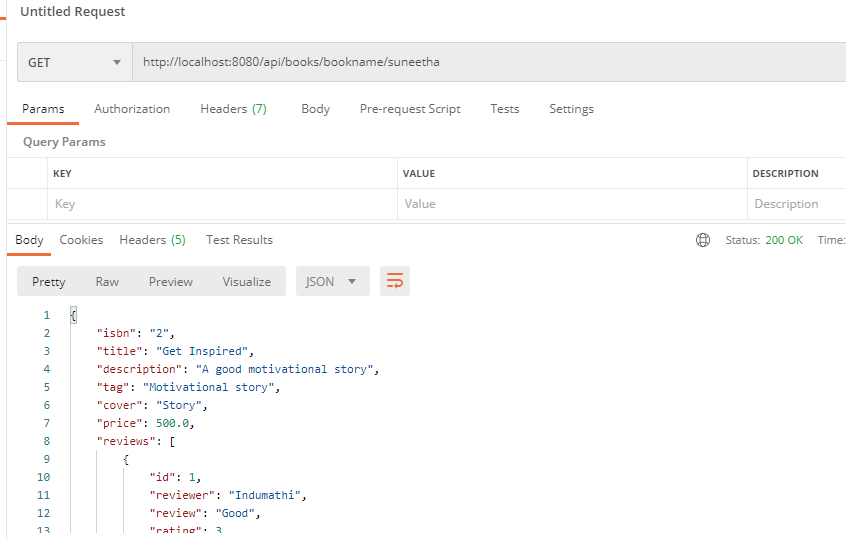 Untitled Request
GET http://localhost:8080/api/books/bookname/suneetha
Params Authorization Headers (7) Body Pre-request Script Tests Settings
Query Params
KEY VALUE DESCRIPTION
Key Value Description
Body Cookies Headers (5) Test Results Status: 200 OK Time:
Pretty Raw Preview Visualize JSON
1 {
2 "isbn": "2",
3 "title": "Get Inspired",
4 "description": "A good motivational story",
5 "tag": "Motivational story",
6 "cover": "Story",
7 "price": 500.0,
8 "reviews": [
9 {
10 "id": 1,
11 "reviewer": "Indumathi",
12 "review": "Good",
13 "rating": 3